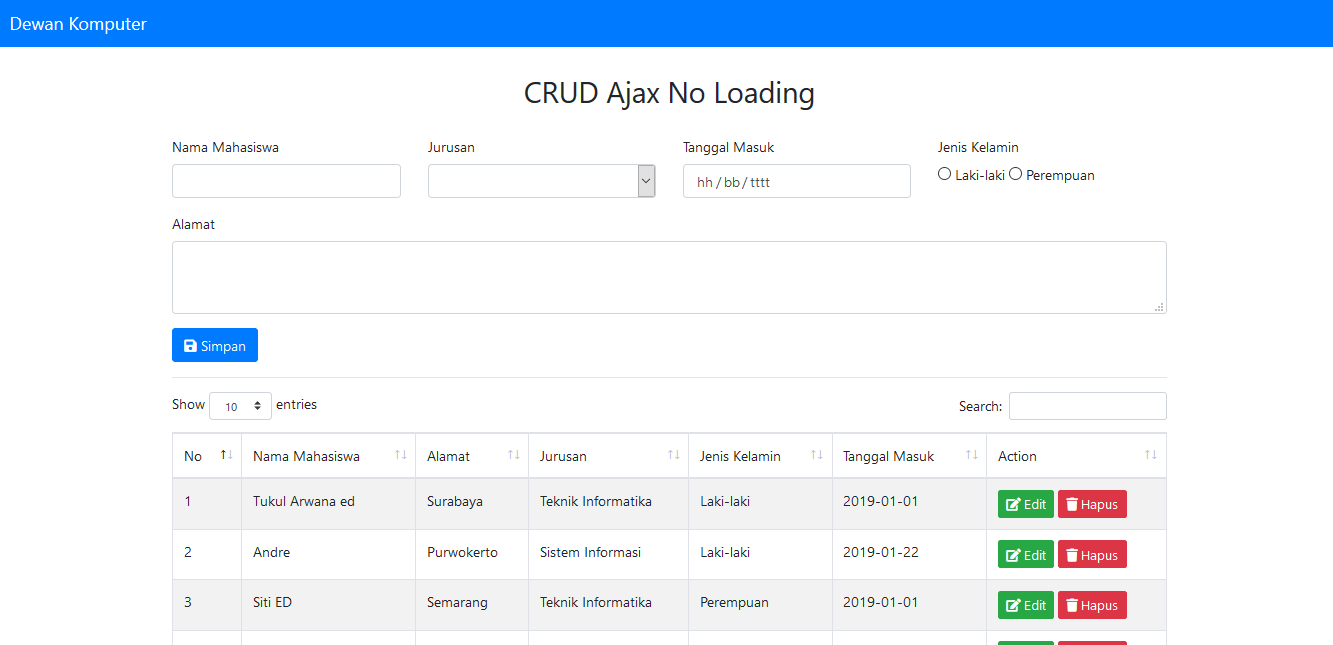 Dewan Komputer
CRUD Ajax No Loading
Nama Mahasiswa Jurusan Tanggal Masuk Jenis Kelamin
hh / bb / tttt Laki-laki Perempuan
Alamat
Simpan
Show 10 entries Search:
No Nama Mahasiswa Alamat Jurusan Jenis Kelamin Tanggal Masuk Action
1 Tukul Arwana ed Surabaya Teknik Informatika Laki-laki 2019-01-01 Edit Hapus
2 Andre Purwokerto Sistem Informasi Laki-laki 2019-01-22 Edit Hapus
3 Siti ED Semarang Teknik Informatika Perempuan 2019-01-01 Edit Hapus